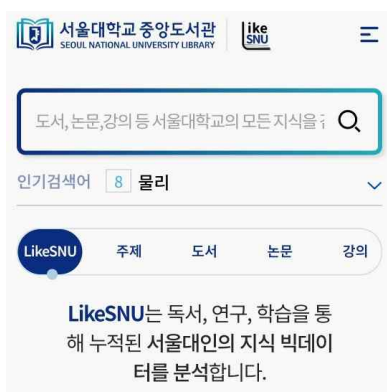 서울대학교 중앙도서관
SEOUL NATIONAL UNIVERSITY LIBRARY
like
SNU
도서, 논문,강의 등 서울대학교의 모든 지식을
인기검색어 8 물리
LikeSNU 주제 도서 논문 강의
LikeSNU는 독서, 연구, 학습을 통
해 누적된 서울대인의 지식 빅데이
터를 분석합니다.